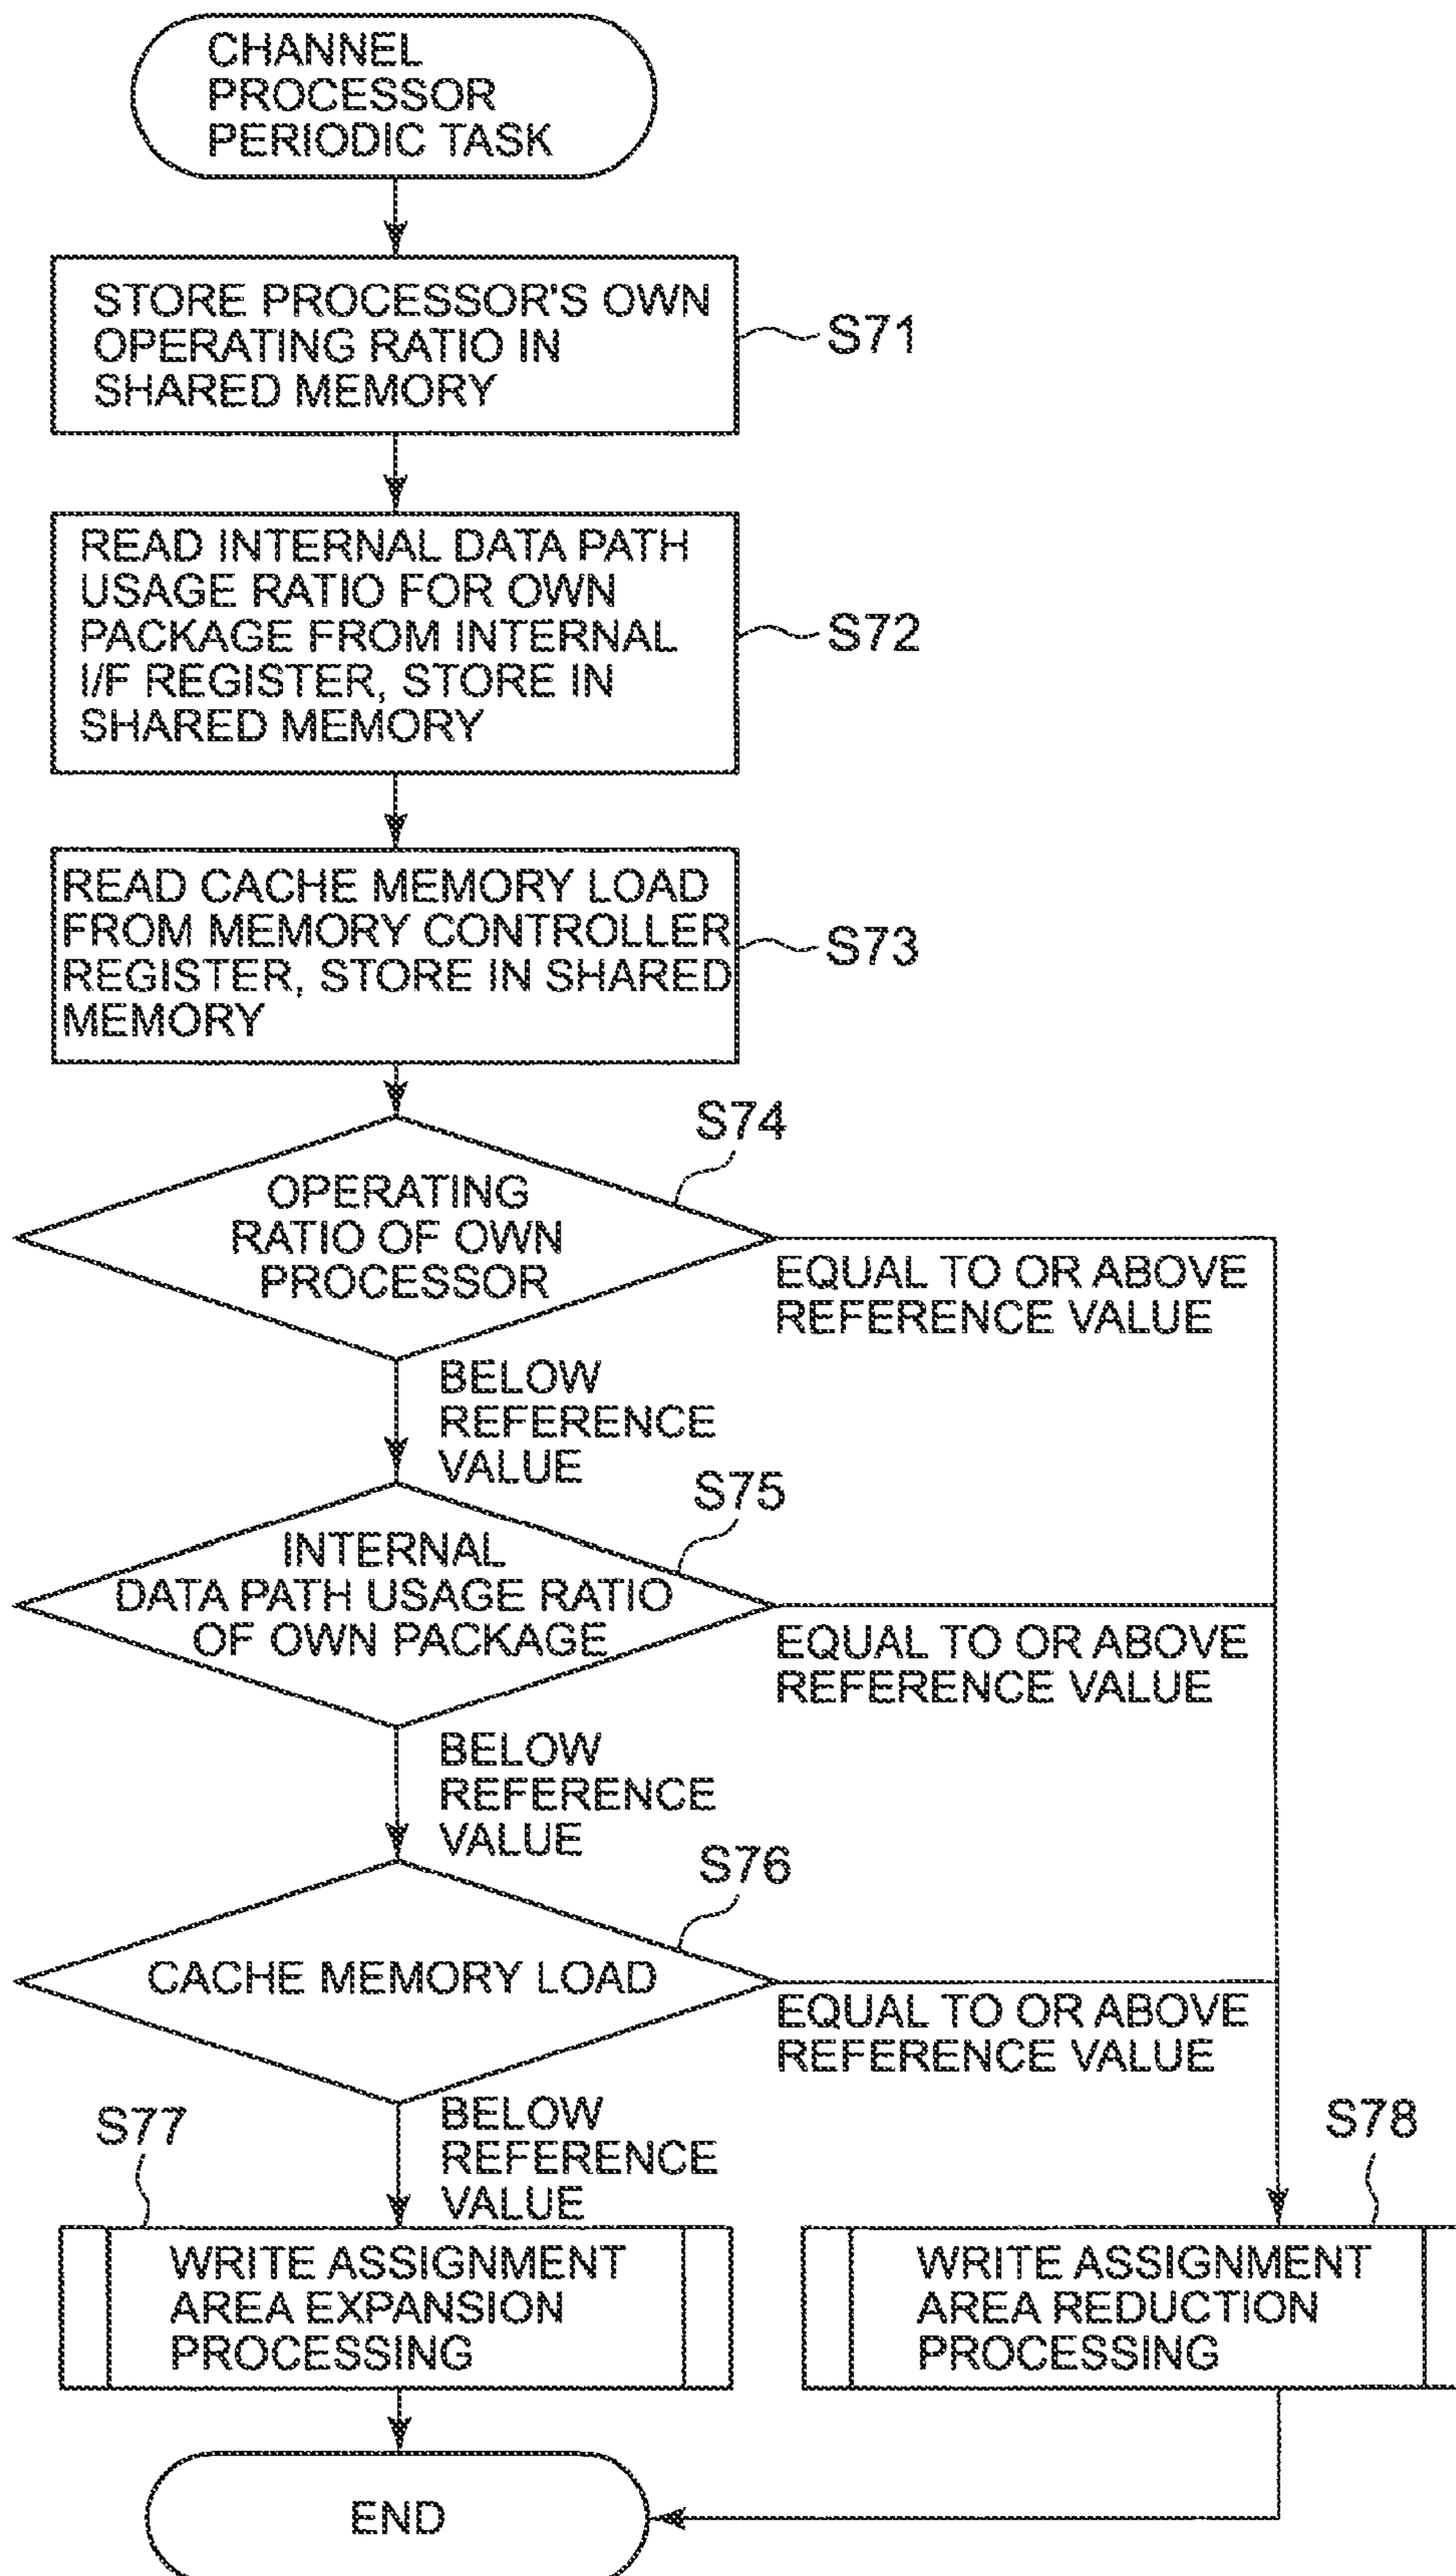 CHANNEL
PROCESSOR
PERIODIC TASK
STORE PROCESSOR'S OWN
OPERATING RATIO IN
SHARED MEMORY
S71
READ INTERNAL DATA PATH
USAGE RATIO FOR OWN
PACKAGE FROM INTERNAL
I/F REGISTER, STORE IN
SHARED MEMORY
S72
READ CACHE MEMORY LOAD
FROM MEMORY CONTROLLER
REGISTER, STORE IN SHARED
MEMORY
S73
S74
OPERATING
RATIO OF OWN
PROCESSOR
EQUAL TO OR ABOVE
REFERENCE VALUE
BELOW
REFERENCE
VALUE
S75
INTERNAL
DATA PATH USAGE RATIO
OF OWN PACKAGE
EQUAL TO OR ABOVE
REFERENCE VALUE
BELOW
REFERENCE
VALUE
S76
CACHE MEMORY LOAD
EQUAL TO OR ABOVE
REFERENCE VALUE
BELOW
REFERENCE
VALUE
S77
WRITE ASSIGNMENT
AREA EXPANSION
PROCESSING
S78
WRITE ASSIGNMENT
AREA REDUCTION
PROCESSING
END